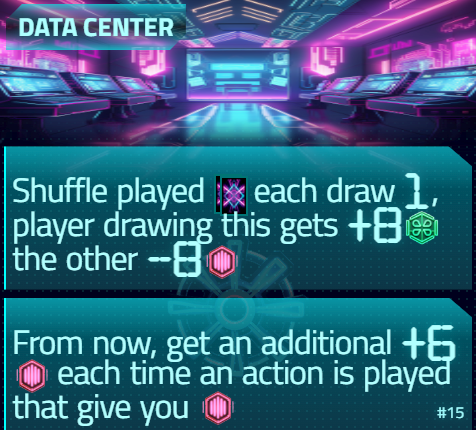 DATA CENTER
Shuffle played each draw 1,
player drawing this gets +8
the other -8
From now, get an additional +6
each time an action is played
that give you
#15